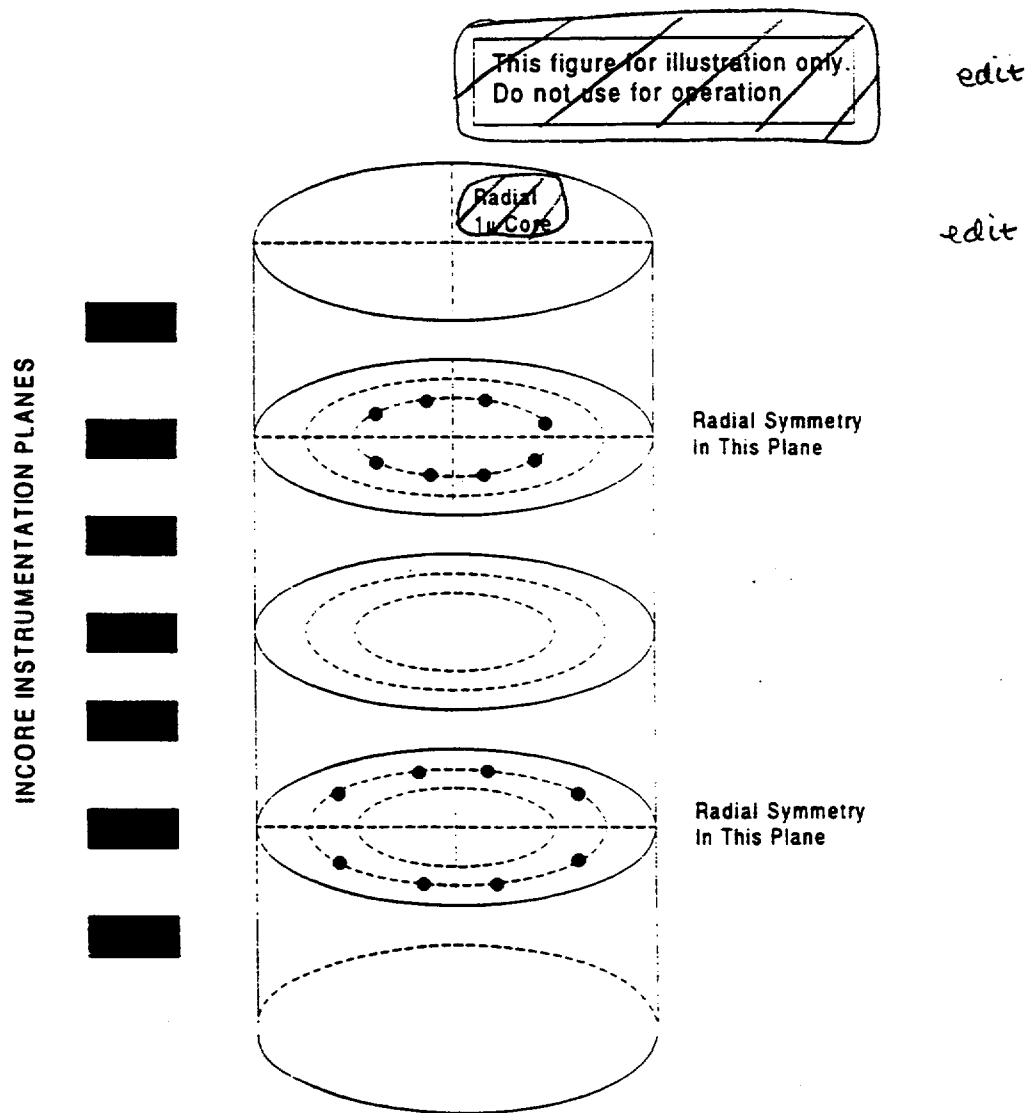 This figure for illustration only.
Do not use for operation
edit
Radial
1μ Core
edit
INCORE INSTRUMENTATION PLANES
Radial Symmetry
In This Plane
Radial Symmetry
In This Plane